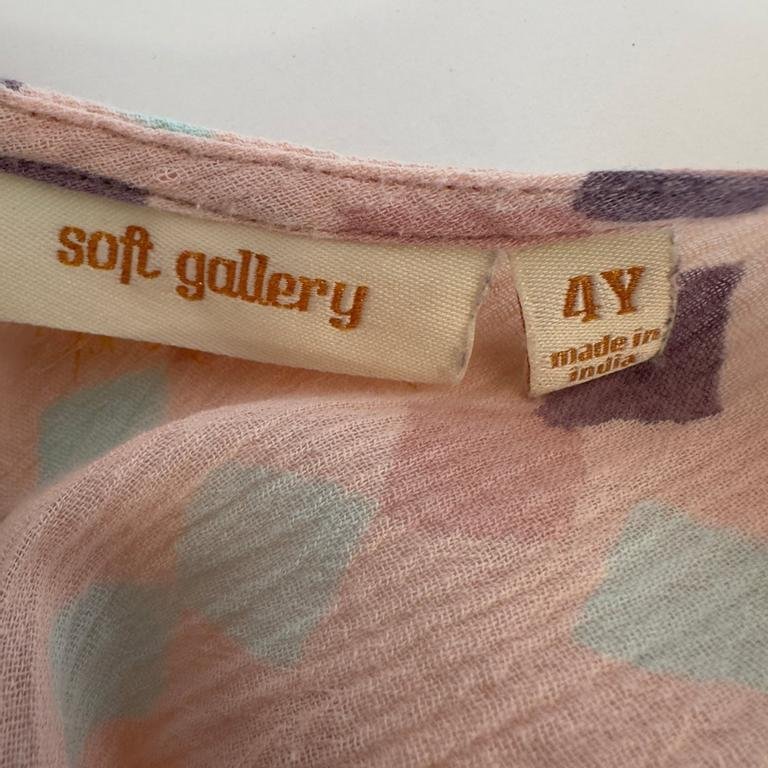 soft gallery
4Y
made in
india